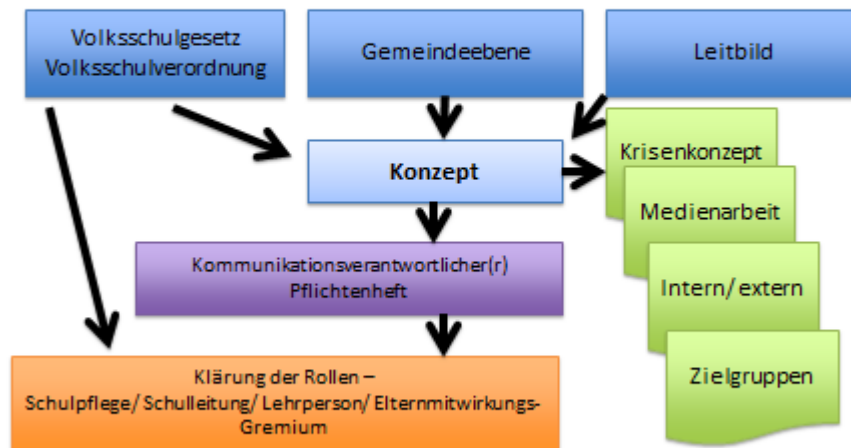 Volksschulgesetz
Volksschulverordnung
Gemeindeebene
Leitbild
Konzept
Krisenkonzept
Medienarbeit
Intern/ extern
Zielgruppen
Kommunikationsverantwortlicher(r)
Pflichtenheft
Klärung der Rollen –
Schulpflege/ Schulleitung/ Lehrperson/ Elternmitwirkungs-
Gremium